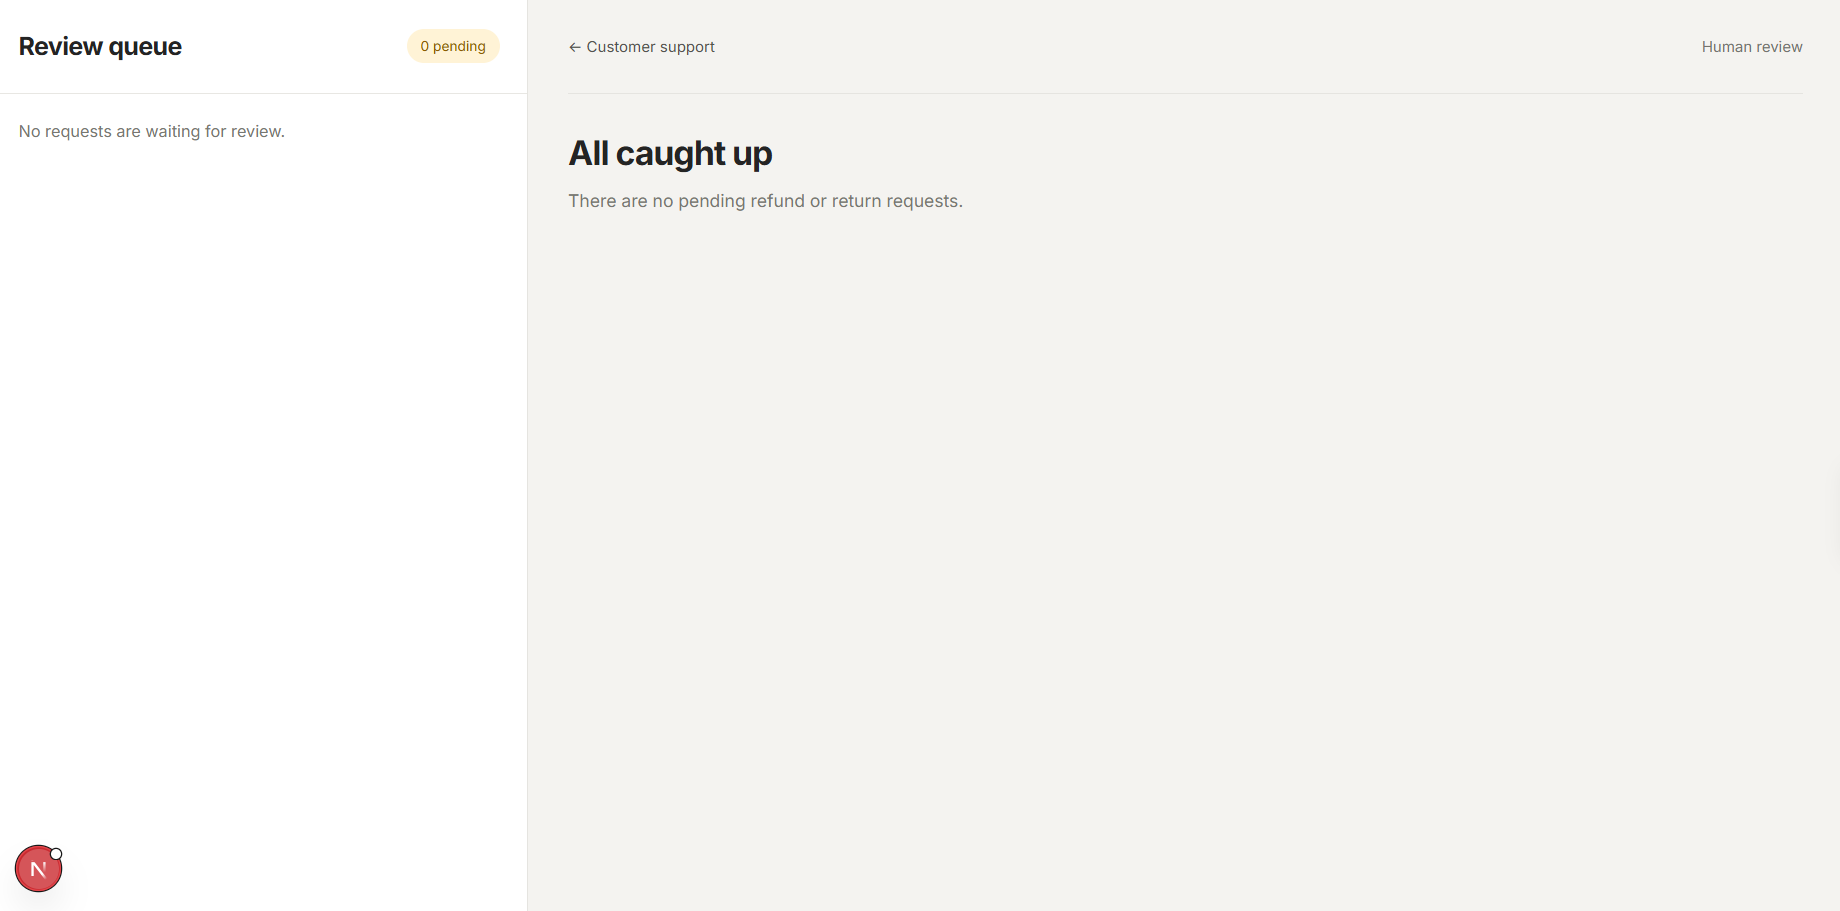 Review queue
0 pending
No requests are waiting for review.
← Customer support
Human review
All caught up
There are no pending refund or return requests.
N